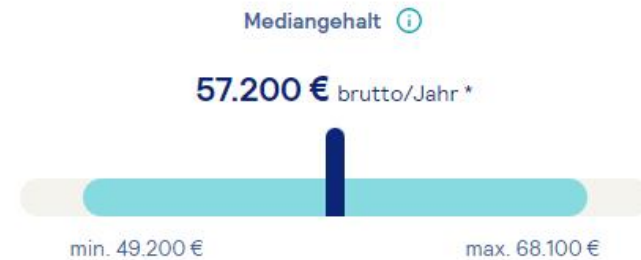 Mediangehalt
57.200 € brutto/Jahr *
min. 49.200 € max. 68.100 €